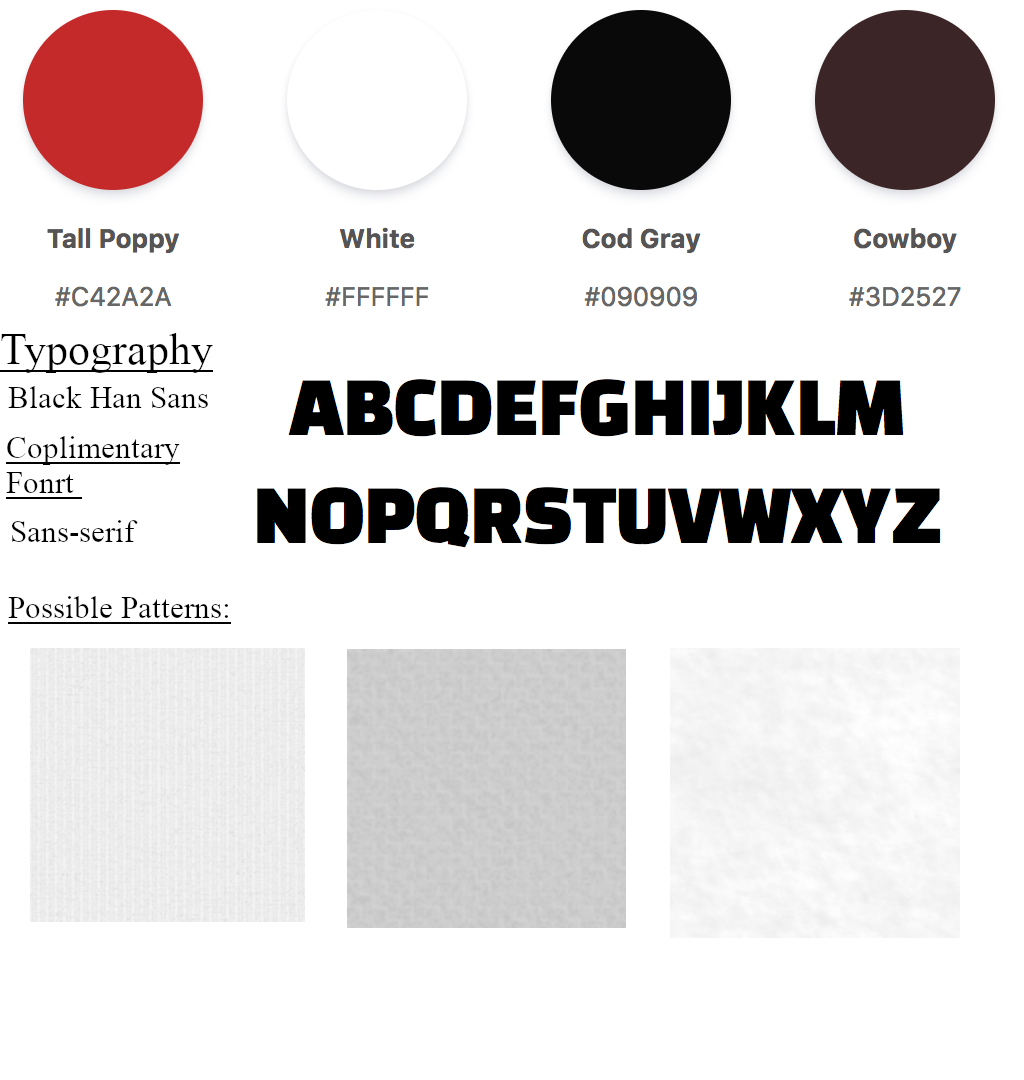 Tall Poppy White Cod Gray Cowboy
#C42A2A #FFFFFF #090909 #3D2527
Typography
Black Han Sans
ABCDEFGHIJKLM
Coplimentary
Fonrt
NOPQRSTUVWXYZ
Sans-serif
Possible Patterns: